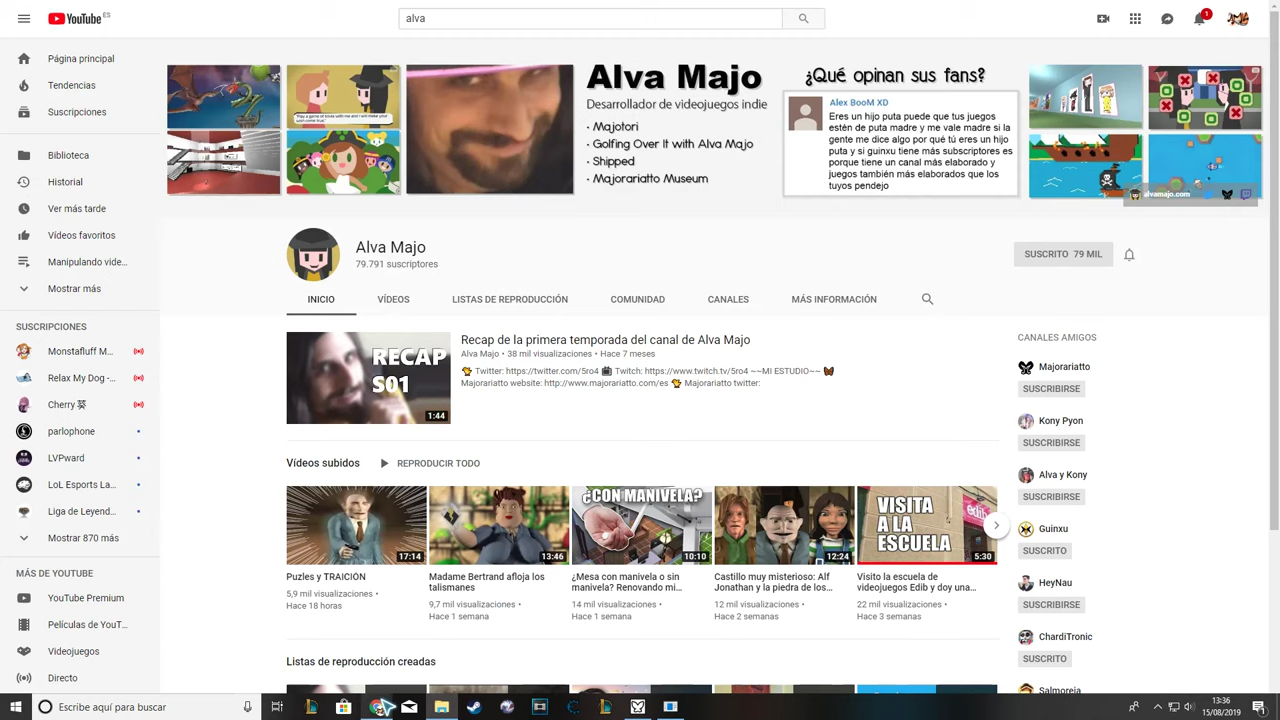 YouTube ES
alva
1
Página principal
Tendencias
Suscripciones
Biblioteca
Historial
Ver más tarde
Vídeos favoritos
Manipulando vide...
Mostrar más
SUSCRIPCIONES
Monstafluff M...
Relax My Dog -...
Cherry 葵
parlophone
LVPward
LoL Esports La...
Liga de Legend...
Mostrar 870 más
MÁS DE YOUTUBE
YouTube Premium
Películas de YouT...
Videojuegos
Directo
Alva Majo
Desarrollador de videojuegos indie
· Majotori
· Golfing Over It with Alva Majo
· Shipped
· Majorariatto Museum
¿Qué opinan sus fans?
Alex BooM XD
Eres un hijo puta puede que tus juegos
estén de puta madre y me vale madre si la
gente me dice algo por qué tú eres un hijo
puta y si guinxu tiene más subscriptores es
porque tiene un canal más elaborado y
juegos también más elaborados que los
tuyos pendejo
alvamajo.com
Alva Majo
79.791 suscriptores
SUSCRITO 79 MIL
INICIO
VÍDEOS
LISTAS DE REPRODUCCIÓN
COMUNIDAD
CANALES
MÁS INFORMACIÓN
RECAP
S01
1:44
Recap de la primera temporada del canal de Alva Majo
Alva Majo • 38 mil visualizaciones • Hace 7 meses
Twitter: https://twitter.com/5ro4 Twitch: https://www.twitch.tv/5ro4 ~~MI ESTUDIO~~
Majorariatto website: http://www.majorariatto.com/es Majorariatto twitter:
Vídeos subidos
REPRODUCIR TODO
17:14
Puzles y TRAICIÓN
5,9 mil visualizaciones •
Hace 18 horas
13:46
Madame Bertrand afloja los
talismanes
9,7 mil visualizaciones •
Hace 1 semana
¿CON MANIVELA?
10:10
¿Mesa con manivela o sin
manivela? Renovando mi...
14 mil visualizaciones •
Hace 1 semana
12:24
Castillo muy misterioso: Alf
Jonathan y la piedra de los...
12 mil visualizaciones •
Hace 2 semanas
VISITA
A LA
ESCUELA
5:30
Visito la escuela de
videojuegos Edib y doy una...
22 mil visualizaciones •
Hace 3 semanas
Listas de reproducción creadas
CANALES AMIGOS
Majorariatto
SUSCRIBIRSE
Kony Pyon
SUSCRIBIRSE
Alva y Kony
SUSCRIBIRSE
Guinxu
SUSCRITO
HeyNau
SUSCRIBIRSE
ChardiTronic
SUSCRITO
Salmoreja
Escribe aquí para buscar
13:36
15/08/2019